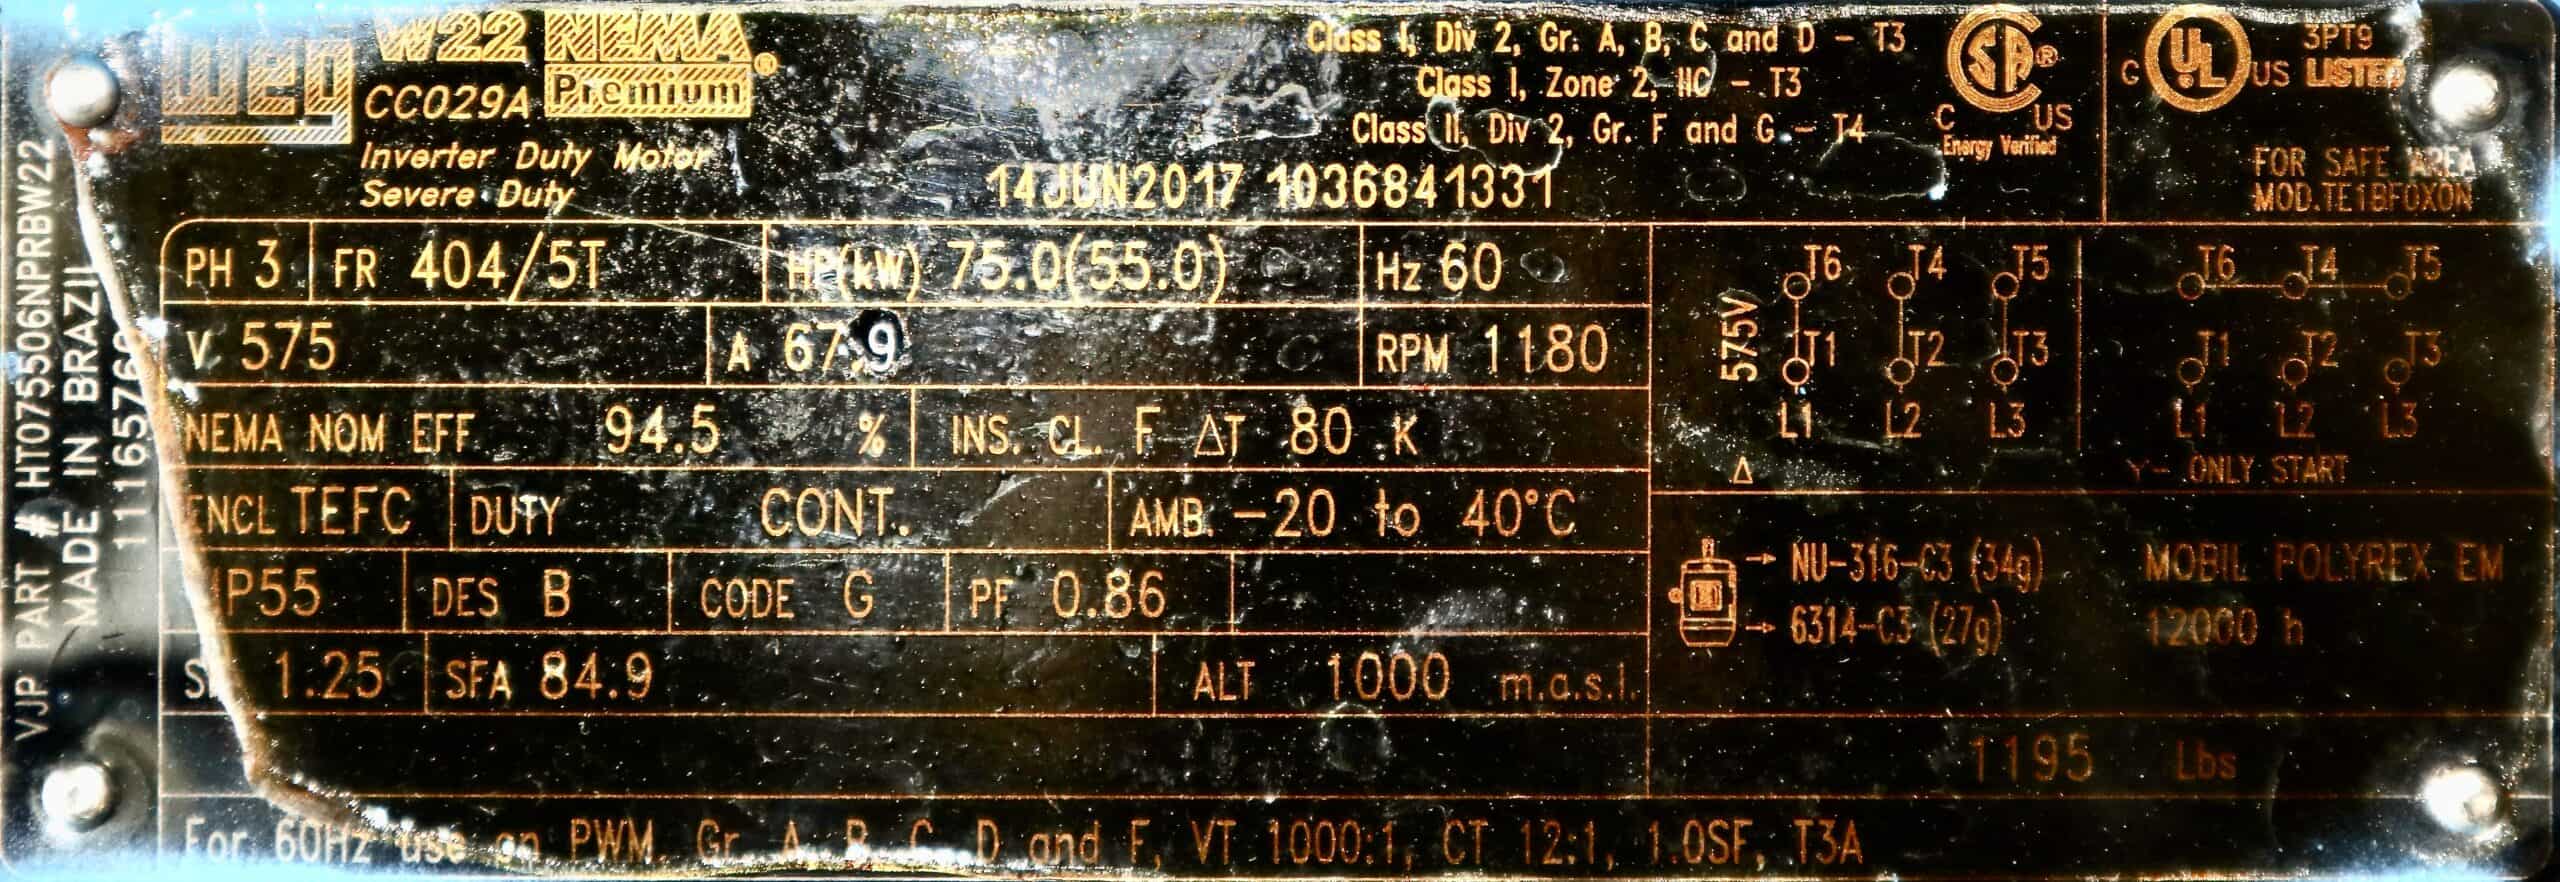 weg W22 NEMA Premium®
CC029A
Inverter Duty Motor
Severe Duty
14JUN2017 1036841331
Class I, Div 2, Gr. A, B, C and D - T3
Class I, Zone 2, IIC - T3
Class II, Div 2, Gr. F and G - T4
CSA ®
C US
Energy Verified
C UL US 3PT9
LISTED
FOR SAFE AREA
MOD.TE1BF0X0N
VJP PART # HT075506NPRBW22
MADE IN BRAZIL
PH 3 FR 404/5T HP(kW) 75.0(55.0) Hz 60
V 575 A 67.9 RPM 1180
NEMA NOM EFF 94.5 % INS. CL. F ΔT 80 K
ENCL TEFC DUTY CONT. AMB. -20 to 40°C
IP55 DES B CODE G PF 0.86
SF 1.25 SFA 84.9 ALT 1000 m.a.s.l.
575V
T6 T4 T5
T1 T2 T3
L1 L2 L3
Δ
T6 T4 T5
T1 T2 T3
L1 L2 L3
Y- ONLY START
NU-316-C3 (34g) MOBIL POLYREX EM
6314-C3 (27g) 12000 h
1195 Lbs
For 60Hz use on PWM. Gr. A, B, C, D and F, VT 1000:1, CT 12:1, 1.0SF, T3A